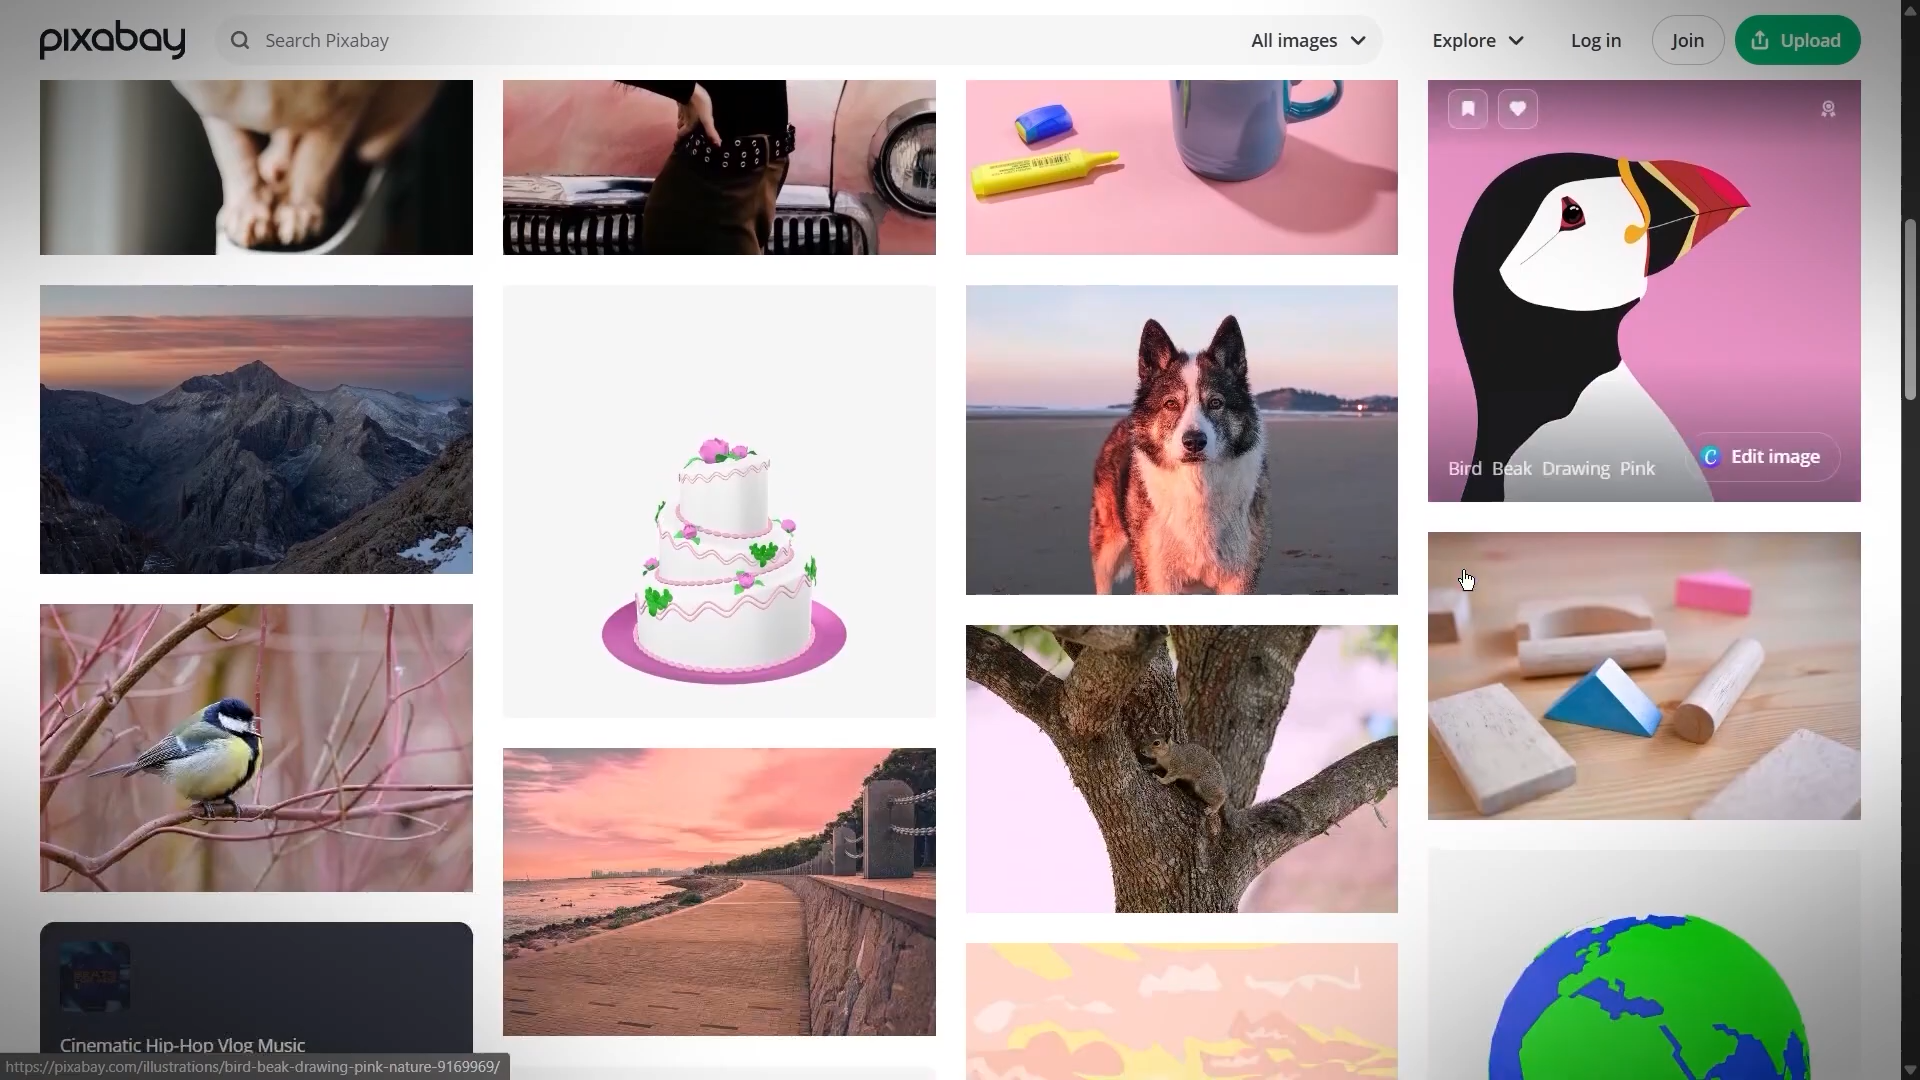 pixabay
Search Pixabay
All images
Explore
Log in
Join
Upload
Bird Beak Drawing Pink
Edit image
Cinematic Hip-Hop Vlog Music
https://pixabay.com/illustrations/bird-beak-drawing-pink-nature-9169969/